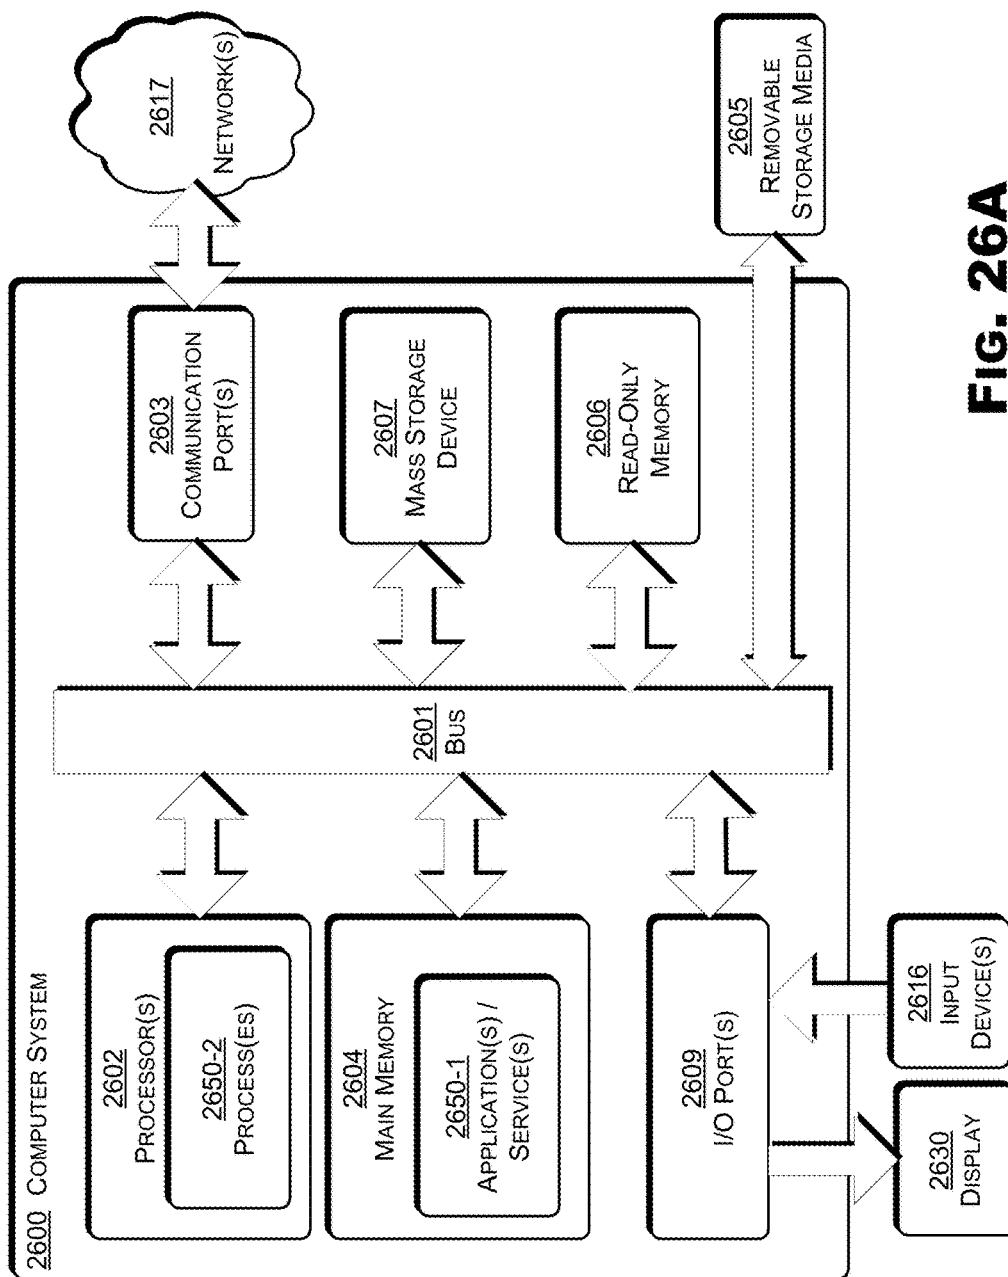 2600 COMPUTER SYSTEM
2602
PROCESSOR(S)
2650-2
PROCESS(ES)
2604
MAIN MEMORY
2650-1
APPLICATION(S) /
SERVICE(S)
2609
I/O PORT(S)
2630
DISPLAY
2616
INPUT
DEVICE(S)
2601
BUS
2603
COMMUNICATION
PORT(S)
2607
MASS STORAGE
DEVICE
2606
READ-ONLY
MEMORY
2617
NETWORK(S)
2605
REMOVABLE
STORAGE MEDIA
FIG. 26A